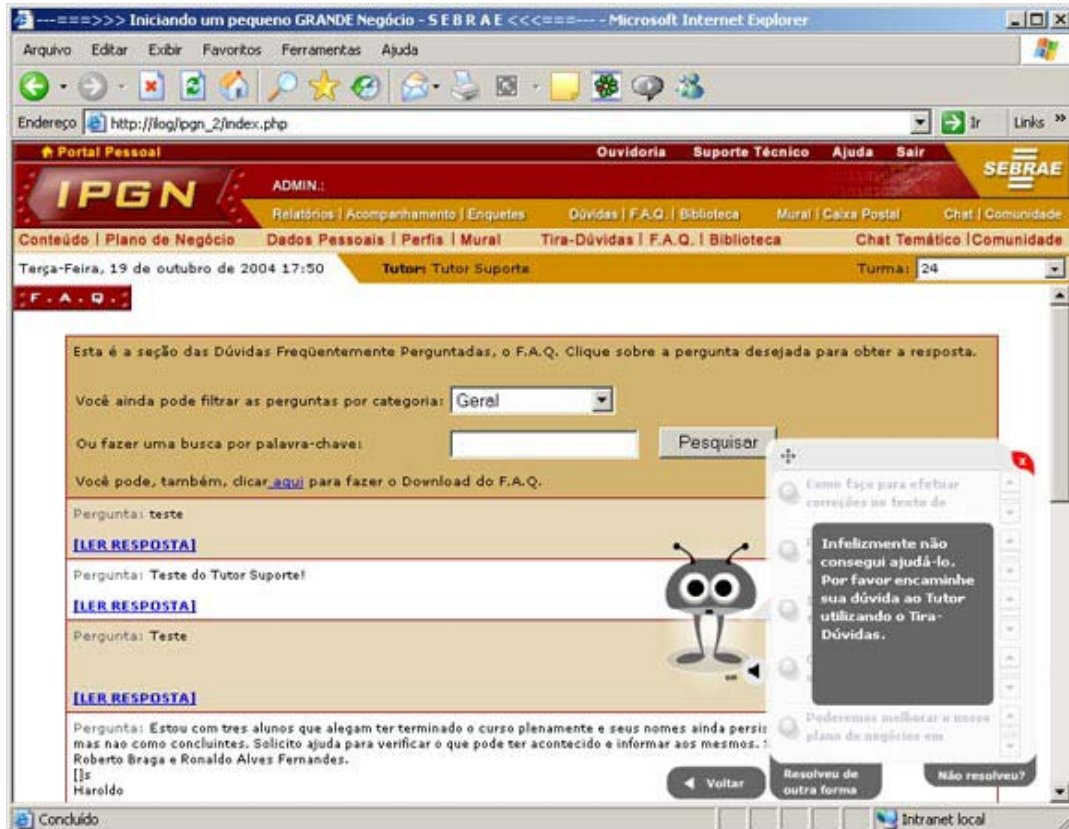 ---===>>> Iniciando um pequeno GRANDE Negócio - S E B R A E <<<===--- - Microsoft Internet Explorer
Arquivo Editar Exibir Favoritos Ferramentas Ajuda
Endereço http://ilog/ipgn_2/index.php Ir Links »
Portal Pessoal Ouvidoria Suporte Técnico Ajuda Sair
SEBRAE
IPGN ADMIN.:
Relatórios | Acompanhamento | Enquetes Dúvidas | F.A.Q. | Biblioteca Mural | Caixa Postal Chat | Comunidade
Conteúdo | Plano de Negócio Dados Pessoais | Perfis | Mural Tira-Dúvidas | F.A.Q. | Biblioteca Chat Temático |Comunidade
Terça-Feira, 19 de outubro de 2004 17:50 Tutor: Tutor Suporte Turma: 24
F.A.Q.
Esta é a seção das Dúvidas Freqüentemente Perguntadas, o F.A.Q. Clique sobre a pergunta desejada para obter a resposta.
Você ainda pode filtrar as perguntas por categoria: Geral
Ou fazer uma busca por palavra-chave: Pesquisar
Você pode, também, clicar aqui para fazer o Download do F.A.Q.
Pergunta: teste
[LER RESPOSTA]
Pergunta: Teste do Tutor Suporte!
[LER RESPOSTA]
Pergunta: Teste
[LER RESPOSTA]
Pergunta: Estou com tres alunos que alegam ter terminado o curso plenamente e seus nomes ainda
mas nao como concluintes. Solicito ajuda para verificar o que pode ter acontecido e informar aos mesmos.
Roberto Braga e Ronaldo Alves Fernandes.
[]s
Haroldo
x
Como faço para efetuar
correções no texto do
Infelizmente não
consegui ajudá-lo.
Por favor encaminhe
sua dúvida ao Tutor
utilizando o Tira-
Dúvidas.
Poderemos melhorar o nosso
plano de negócios em
Voltar
Resolveu de
outra forma
Não resolveu?
Concluído Intranet local